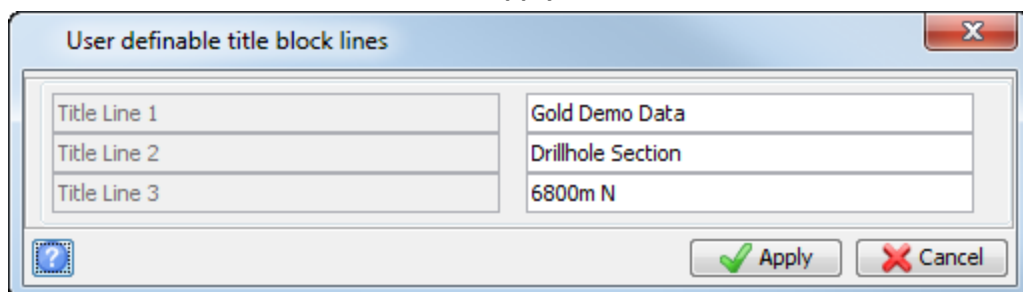 User definable title block lines
Title Line 1 Gold Demo Data
Title Line 2 Drillhole Section
Title Line 3 6800m N
? Apply Cancel